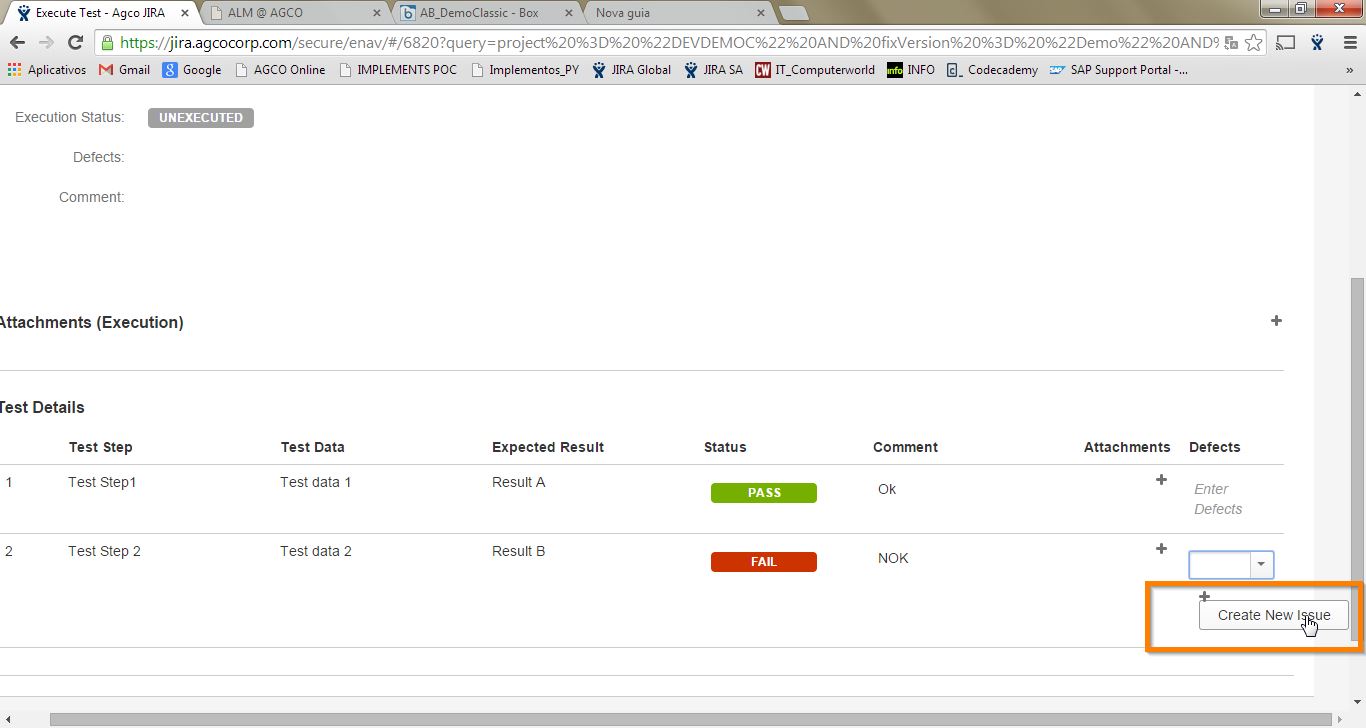 Execute Test - Agco JIRA
ALM @ AGCO
AB_DemoClassic - Box
Nova guia
https://jira.agcocorp.com/secure/enav/#/6820?query=project%20%3D%20%22DEVDEMOC%22%20AND%20fixVersion%20%3D%20%22Demo%22%20AND%
Aplicativos Gmail Google AGCO Online IMPLEMENTS POC Implementos_PY JIRA Global JIRA SA CW IT_Computerworld info INFO Codecademy SAP Support Portal -... »
Execution Status: UNEXECUTED
Defects:
Comment:
Attachments (Execution)
Test Details
Test Step Test Data Expected Result Status Comment Attachments Defects
1 Test Step1 Test data 1 Result A PASS Ok Enter
Defects
2 Test Step 2 Test data 2 Result B FAIL NOK
Create New Issue